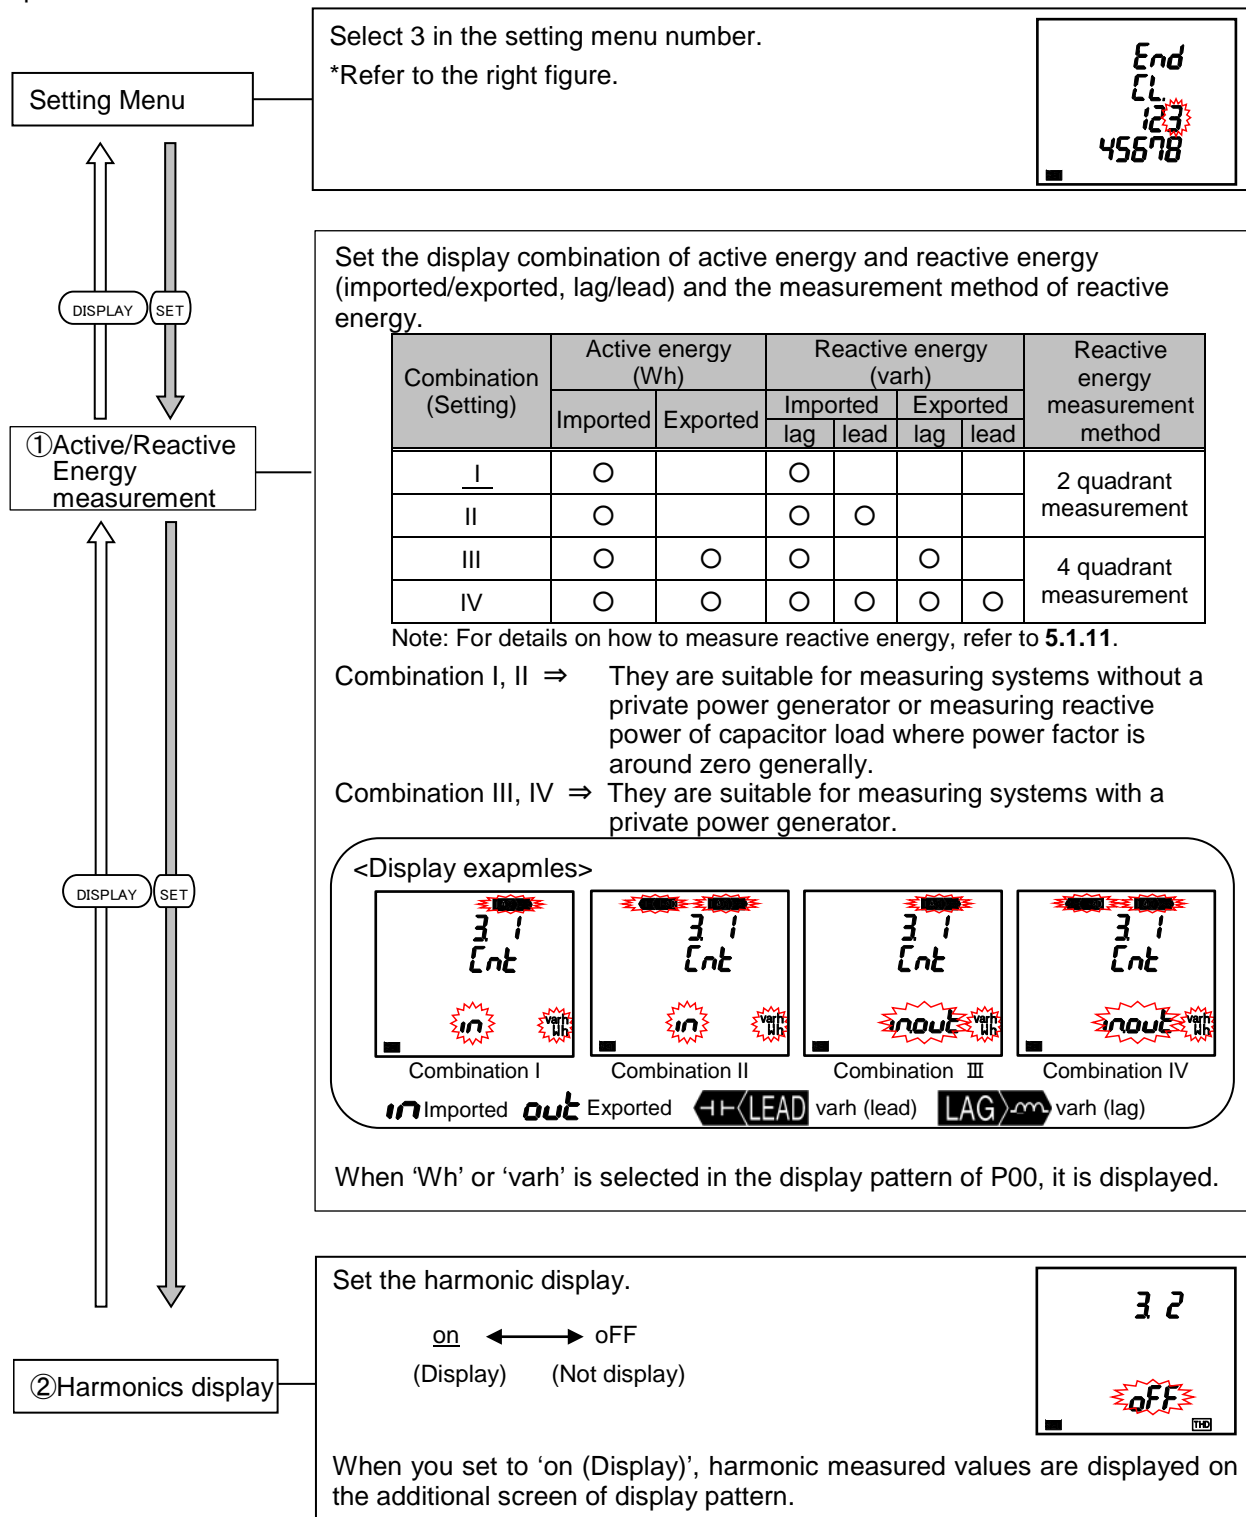 Select 3 in the setting menu number.
*Refer to the right figure.
End
CL.
123
45678
Setting Menu
DISPLAY
SET
Set the display combination of active energy and reactive energy
(imported/exported, lag/lead) and the measurement method of reactive
energy.
Combination (Setting) Active energy (Wh) Reactive energy (varh) Reactive energy measurement method
Imported Exported Imported Exported
lag lead lag lead
I ○ ○ 2 quadrant measurement
II ○ ○ ○
III ○ ○ ○ ○ 4 quadrant measurement
IV ○ ○ ○ ○ ○ ○
①Active/Reactive
Energy
measurement
Note: For details on how to measure reactive energy, refer to 5.1.11.
Combination I, II ⇒ They are suitable for measuring systems without a
private power generator or measuring reactive
power of capacitor load where power factor is
around zero generally.
Combination III, IV ⇒ They are suitable for measuring systems with a
private power generator.
DISPLAY
SET
<Display exapmles>
3. 1
Cnt
in
varh
Wh
3. 1
Cnt
in
varh
Wh
3. 1
Cnt
in.out
varh
Wh
3. 1
Cnt
in.out
varh
Wh
Combination I Combination II Combination Ⅲ Combination IV
in Imported out Exported LEAD varh (lead) LAG varh (lag)
When ‘Wh’ or ‘varh’ is selected in the display pattern of P00, it is displayed.
Set the harmonic display.
on oFF
(Display) (Not display)
3. 2
oFF
THD
②Harmonics display
When you set to ‘on (Display)’, harmonic measured values are displayed on
the additional screen of display pattern.